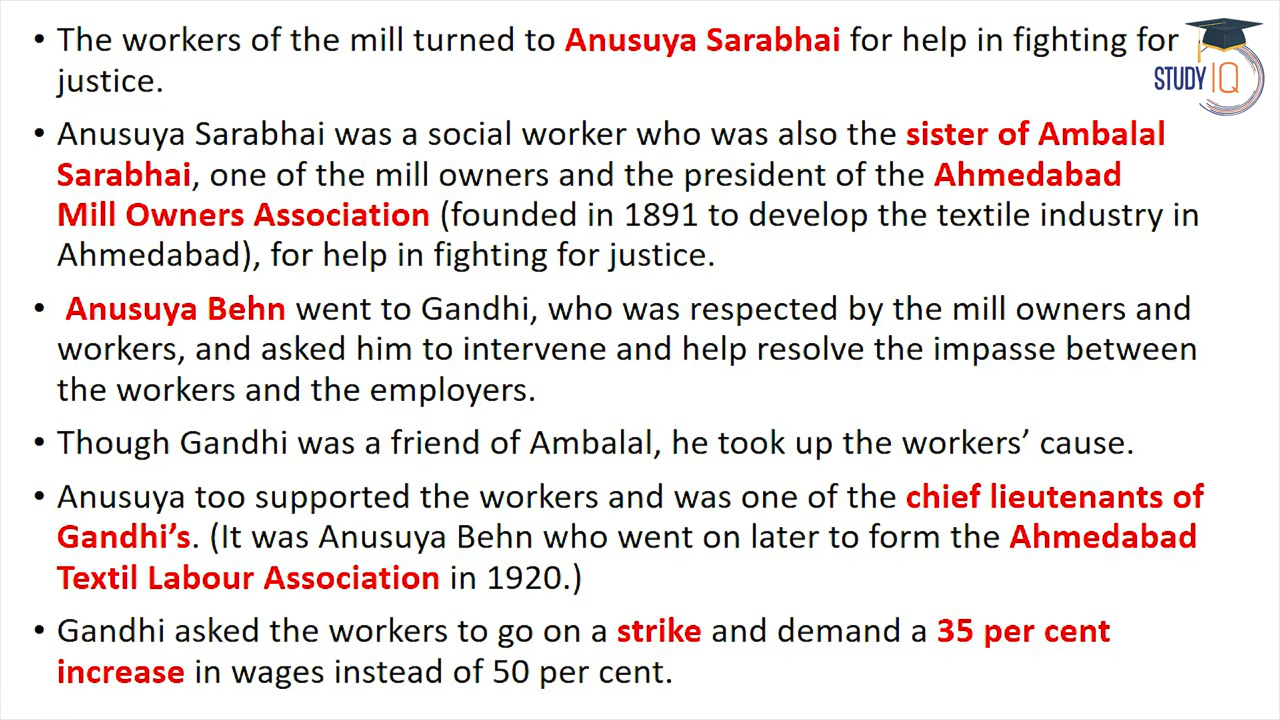 • The workers of the mill turned to Anusuya Sarabhai for help in fighting for
justice.
STUDY IQ
• Anusuya Sarabhai was a social worker who was also the sister of Ambalal
Sarabhai, one of the mill owners and the president of the Ahmedabad
Mill Owners Association (founded in 1891 to develop the textile industry in
Ahmedabad), for help in fighting for justice.
• Anusuya Behn went to Gandhi, who was respected by the mill owners and
workers, and asked him to intervene and help resolve the impasse between
the workers and the employers.
• Though Gandhi was a friend of Ambalal, he took up the workers’ cause.
• Anusuya too supported the workers and was one of the chief lieutenants of
Gandhi’s. (It was Anusuya Behn who went on later to form the Ahmedabad
Textil Labour Association in 1920.)
• Gandhi asked the workers to go on a strike and demand a 35 per cent
increase in wages instead of 50 per cent.